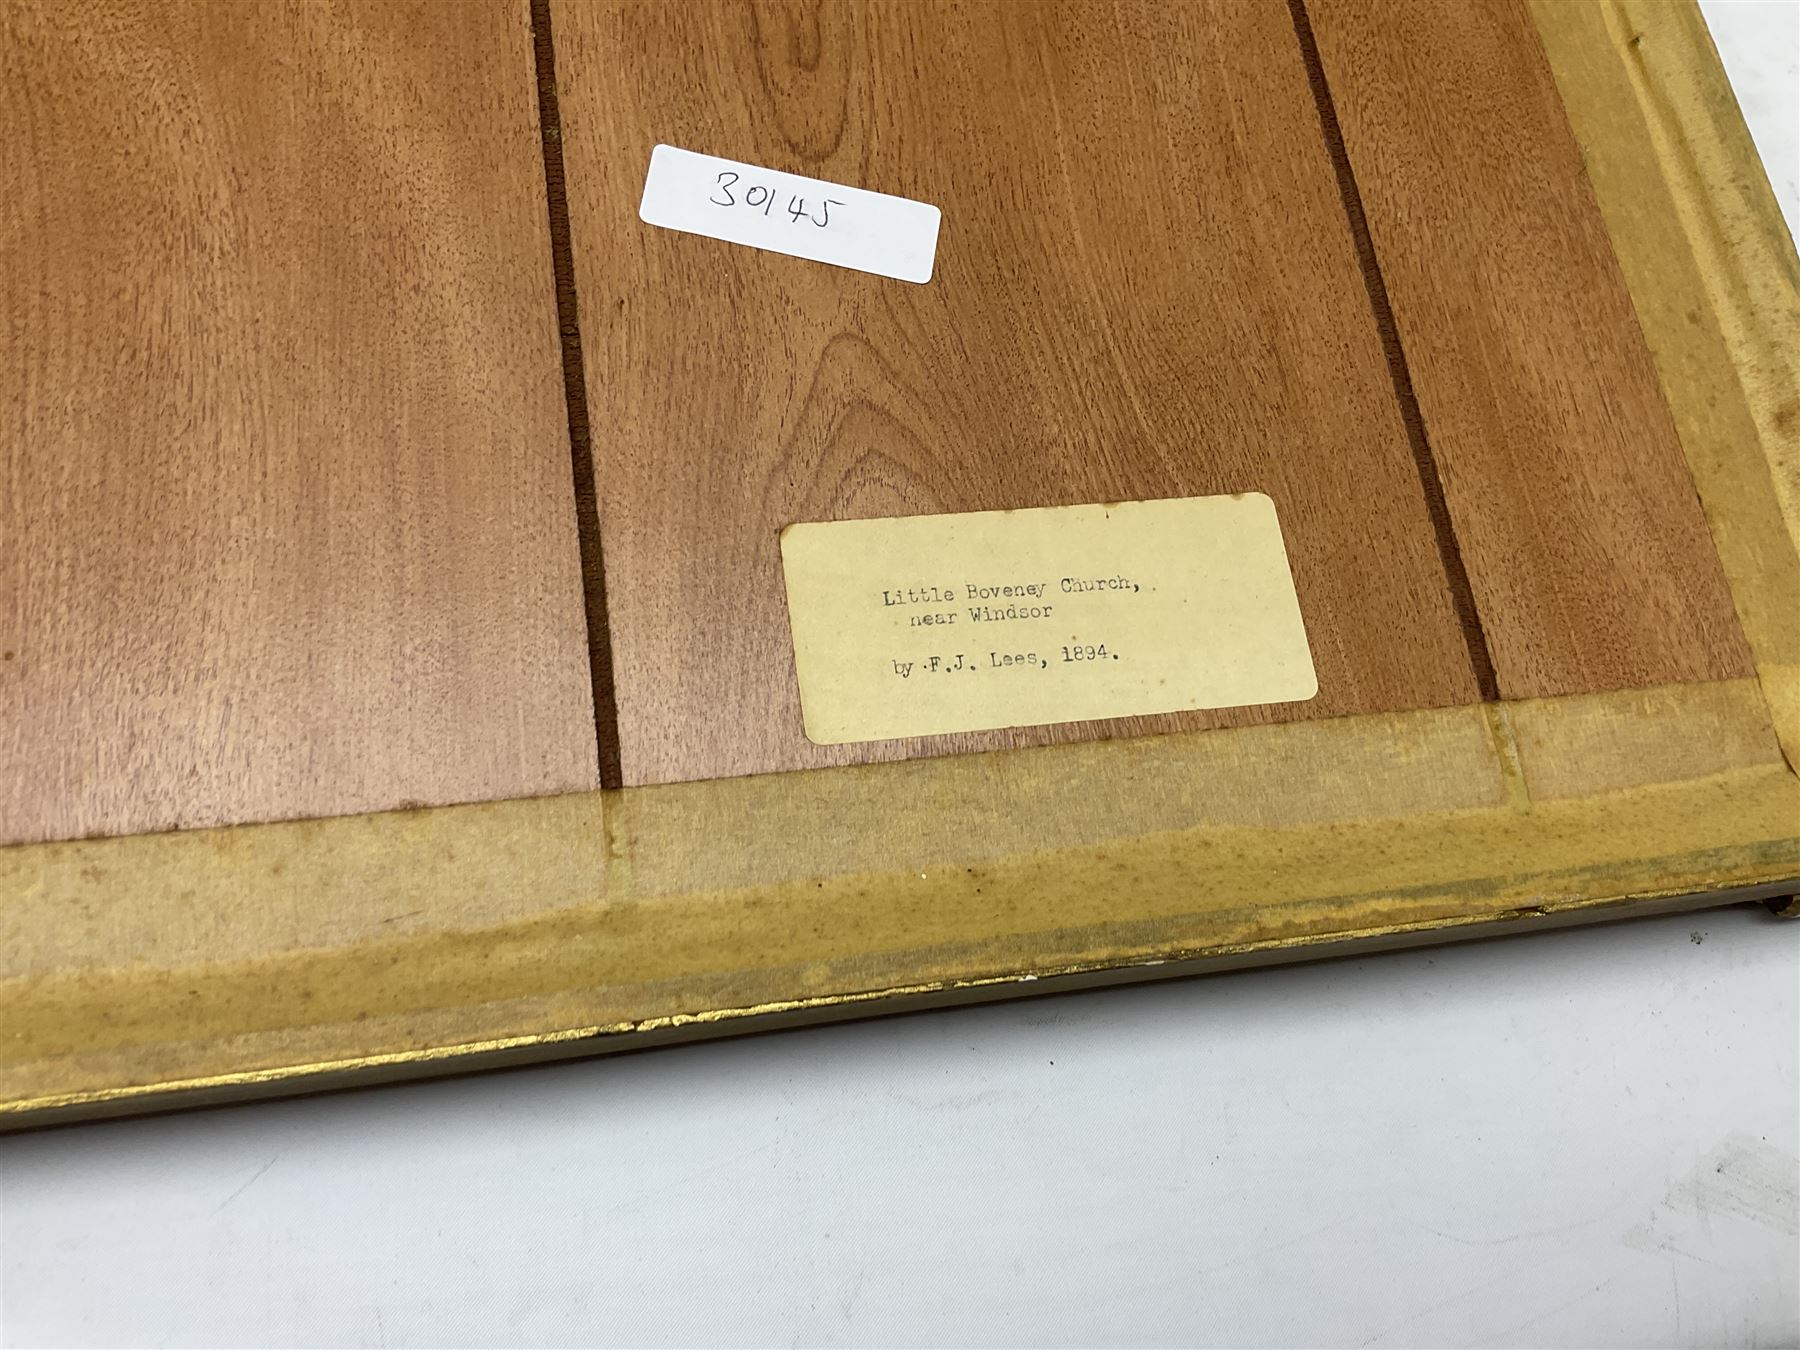 30145
Little Boveney Church,
near Windsor
by F.J. Lees, 1894.